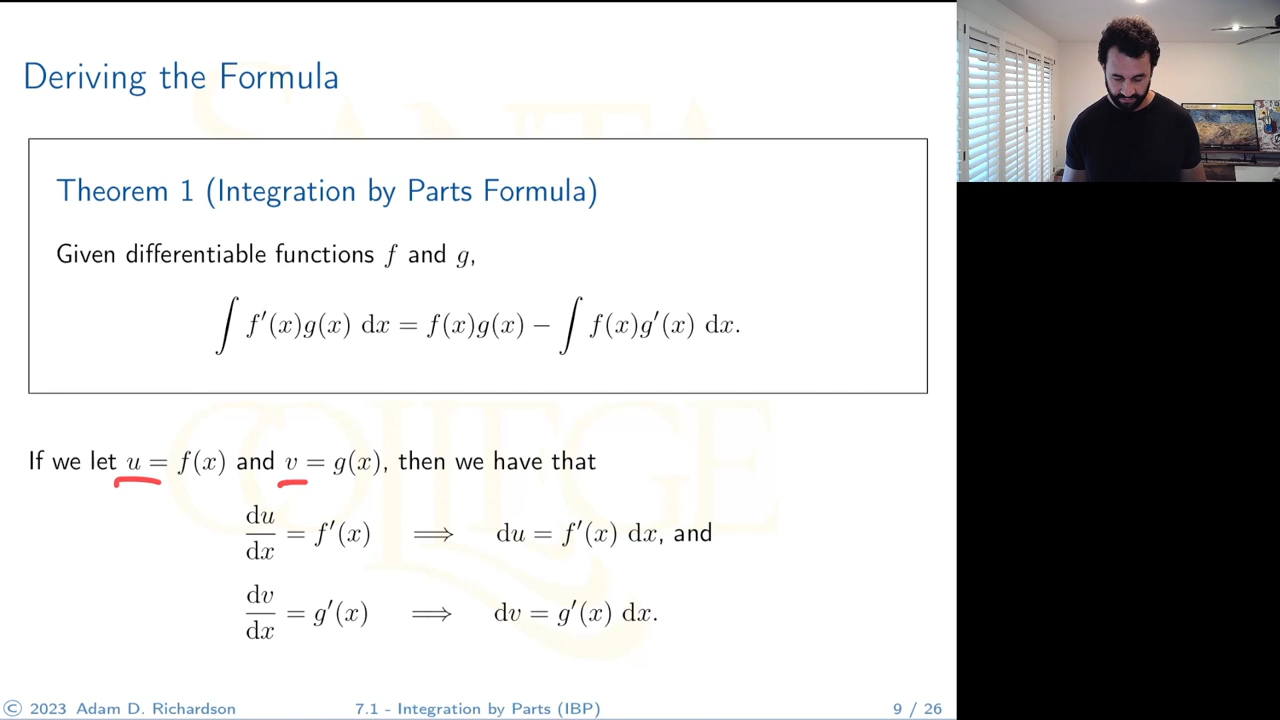 Deriving the Formula
Theorem 1 (Integration by Parts Formula)
Given differentiable functions f and g,
∫ f′(x)g(x) dx = f(x)g(x) − ∫ f(x)g′(x) dx.
If we let u = f(x) and v = g(x), then we have that
du/dx = f′(x) ⟹ du = f′(x) dx, and
dv/dx = g′(x) ⟹ dv = g′(x) dx.
© 2023 Adam D. Richardson 7.1 - Integration by Parts (IBP) 9 / 26
SANTA
COLLEGE